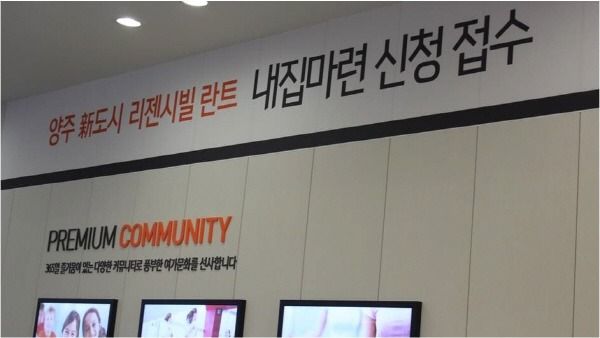 양주 新도시 리젠시빌 란트 내집마련 신청 접수
PREMIUM COMMUNITY
365일 즐거움이 있는 다양한 커뮤니티로 풍부한 여가문화를 선사합니다